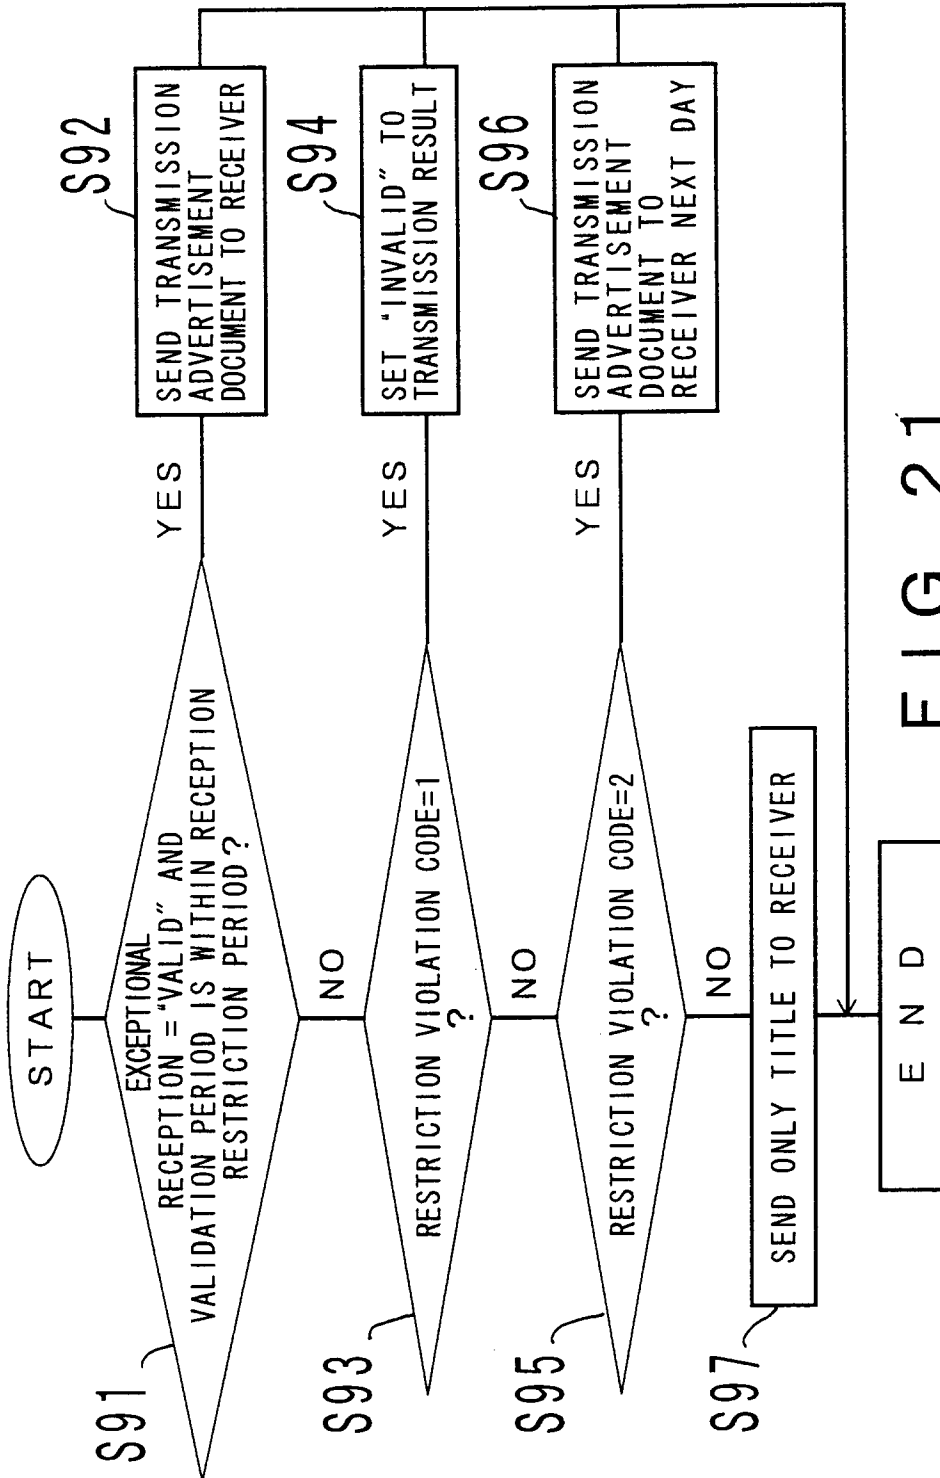 START
S91
EXCEPTIONAL
RECEPTION="VALID" AND
VALIDATION PERIOD IS WITHIN RECEPTION
RESTRICTION PERIOD?
YES
S92
SEND TRANSMISSION
ADVERTISEMENT
DOCUMENT TO RECEIVER
NO
S93
RESTRICTION VIOLATION CODE=1
?
YES
S94
SET "INVALID" TO
TRANSMISSION RESULT
NO
S95
RESTRICTION VIOLATION CODE=2
?
YES
S96
SEND TRANSMISSION
ADVERTISEMENT
DOCUMENT TO
RECEIVER NEXT DAY
NO
S97
SEND ONLY TITLE TO RECEIVER
END
FIG 21